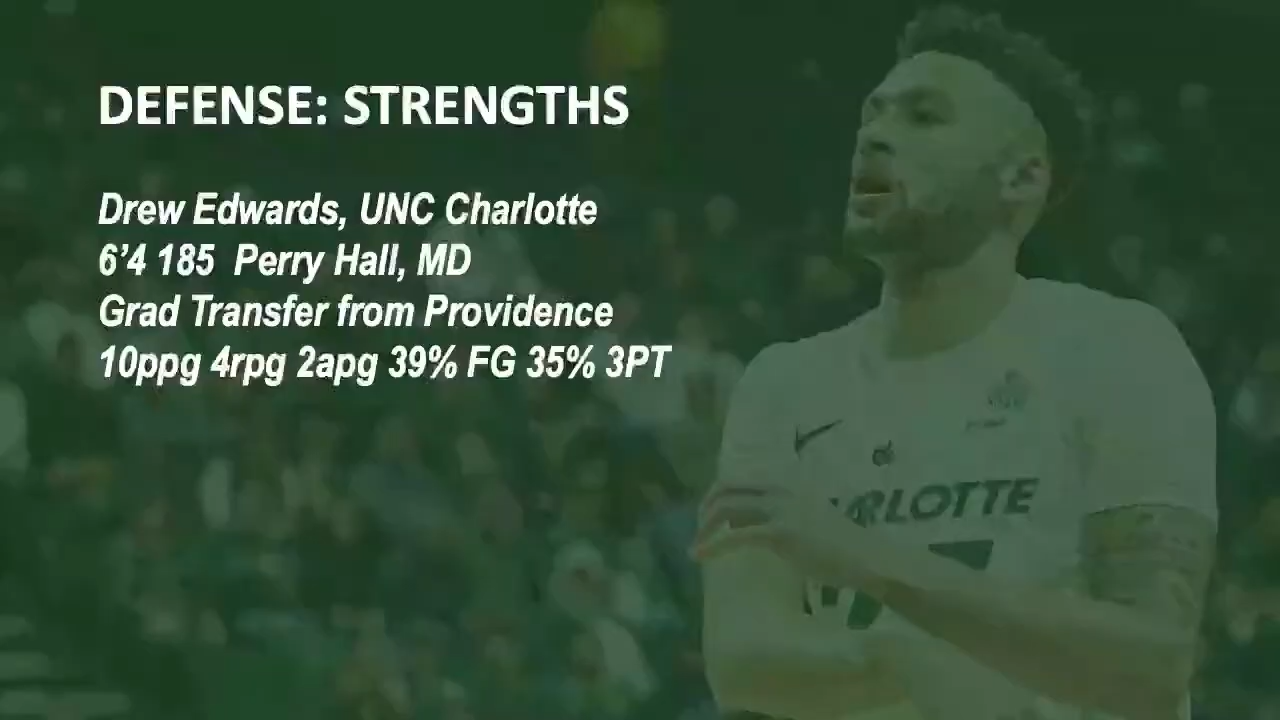 DEFENSE: STRENGTHS
Drew Edwards, UNC Charlotte
6’4 185 Perry Hall, MD
Grad Transfer from Providence
10ppg 4rpg 2apg 39% FG 35% 3PT